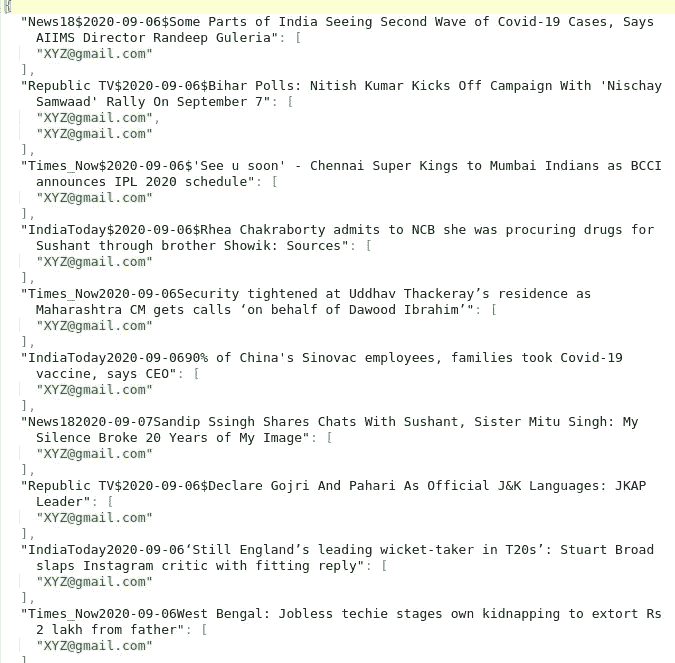 {
"News18$2020-09-06$Some Parts of India Seeing Second Wave of Covid-19 Cases, Says
AIIMS Director Randeep Guleria": [
"XYZ@gmail.com"
],
"Republic TV$2020-09-06$Bihar Polls: Nitish Kumar Kicks Off Campaign With 'Nischay
Samwaad' Rally On September 7": [
"XYZ@gmail.com",
"XYZ@gmail.com"
],
"Times_Now$2020-09-06$'See u soon' - Chennai Super Kings to Mumbai Indians as BCCI
announces IPL 2020 schedule": [
"XYZ@gmail.com"
],
"IndiaToday$2020-09-06$Rhea Chakraborty admits to NCB she was procuring drugs for
Sushant through brother Showik: Sources": [
"XYZ@gmail.com"
],
"Times_Now2020-09-06Security tightened at Uddhav Thackeray’s residence as
Maharashtra CM gets calls ‘on behalf of Dawood Ibrahim’": [
"XYZ@gmail.com"
],
"IndiaToday2020-09-0690% of China's Sinovac employees, families took Covid-19
vaccine, says CEO": [
"XYZ@gmail.com"
],
"News182020-09-07Sandip Ssingh Shares Chats With Sushant, Sister Mitu Singh: My
Silence Broke 20 Years of My Image": [
"XYZ@gmail.com"
],
"Republic TV$2020-09-06$Declare Gojri And Pahari As Official J&K Languages: JKAP
Leader": [
"XYZ@gmail.com"
],
"IndiaToday2020-09-06‘Still England’s leading wicket-taker in T20s’: Stuart Broad
slaps Instagram critic with fitting reply": [
"XYZ@gmail.com"
],
"Times_Now2020-09-06West Bengal: Jobless techie stages own kidnapping to extort Rs
2 lakh from father": [
"XYZ@gmail.com"
]